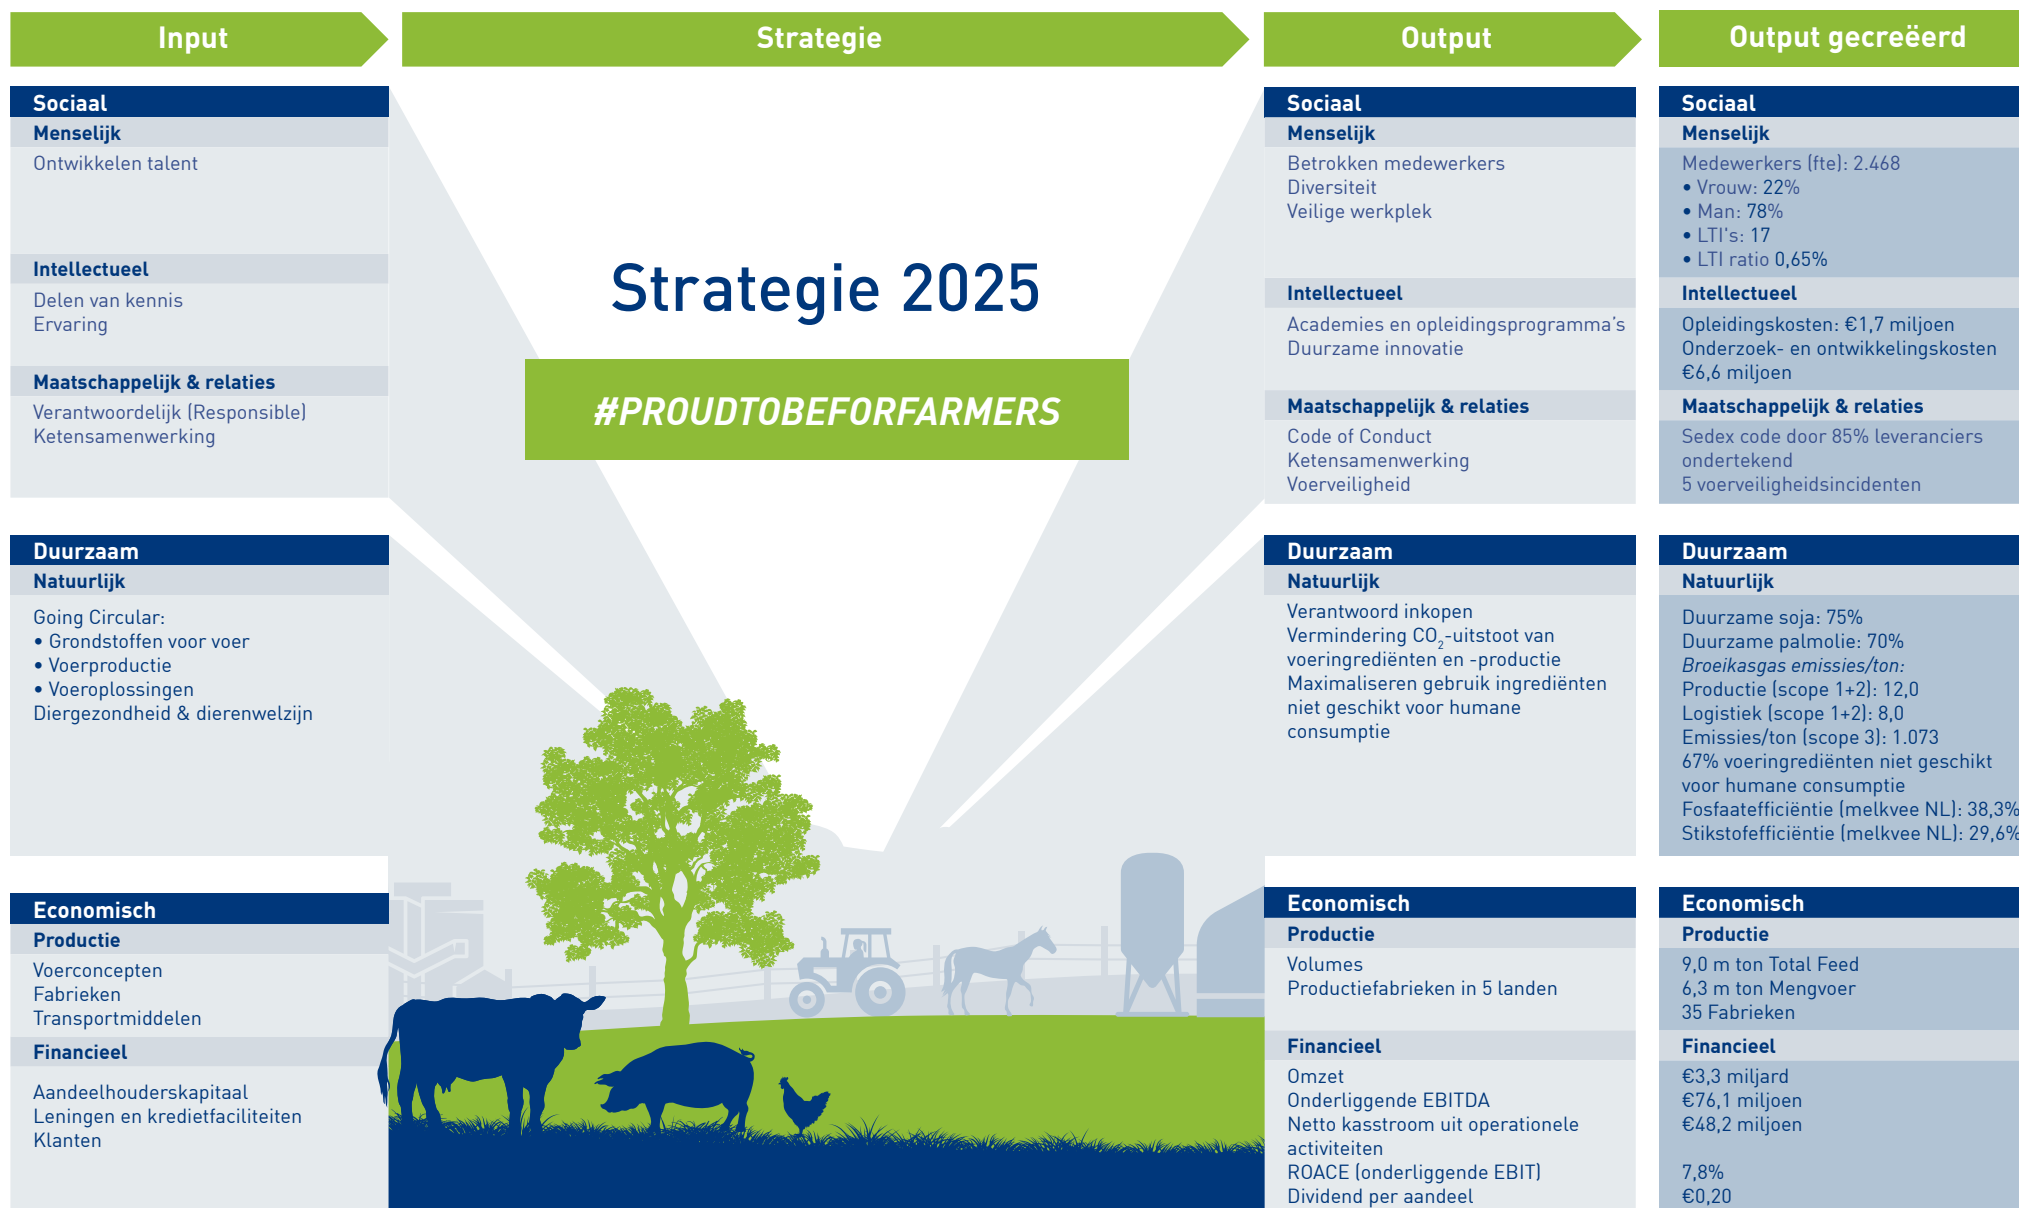 Input
Strategie
Output
Output gecreëerd
Sociaal
Menselijk
Ontwikkelen talent
Intellectueel
Delen van kennis
Ervaring
Maatschappelijk & relaties
Verantwoordelijk (Responsible)
Ketensamenwerking
Duurzaam
Natuurlijk
Going Circular:
• Grondstoffen voor voer
• Voerproductie
• Voeroplossingen
Diergezondheid & dierenwelzijn
Economisch
Productie
Voerconcepten
Fabrieken
Transportmiddelen
Financieel
Aandeelhouderskapitaal
Leningen en kredietfaciliteiten
Klanten
Strategie 2025
#PROUDTOBEFORFARMERS
Sociaal
Menselijk
Betrokken medewerkers
Diversiteit
Veilige werkplek
Intellectueel
Academies en opleidingsprogramma's
Duurzame innovatie
Maatschappelijk & relaties
Code of Conduct
Ketensamenwerking
Voerveiligheid
Duurzaam
Natuurlijk
Verantwoord inkopen
Vermindering CO₂-uitstoot van
voeringrediënten en -productie
Maximaliseren gebruik ingrediënten
niet geschikt voor humane
consumptie
Economisch
Productie
Volumes
Productiefabrieken in 5 landen
Financieel
Omzet
Onderliggende EBITDA
Netto kasstroom uit operationele
activiteiten
ROACE (onderliggende EBIT)
Dividend per aandeel
Sociaal
Menselijk
Medewerkers (fte): 2.468
• Vrouw: 22%
• Man: 78%
• LTI's: 17
• LTI ratio 0,65%
Intellectueel
Opleidingskosten: €1,7 miljoen
Onderzoek- en ontwikkelingskosten
€6,6 miljoen
Maatschappelijk & relaties
Sedex code door 85% leveranciers
ondertekend
5 voerveiligheidsincidenten
Duurzaam
Natuurlijk
Duurzame soja: 75%
Duurzame palmolie: 70%
Broeikasgas emissies/ton:
Productie (scope 1+2): 12,0
Logistiek (scope 1+2): 8,0
Emissies/ton (scope 3): 1.073
67% voeringrediënten niet geschikt
voor humane consumptie
Fosfaatefficiëntie (melkvee NL): 38,3%
Stikstofefficiëntie (melkvee NL): 29,6%
Economisch
Productie
9,0 m ton Total Feed
6,3 m ton Mengvoer
35 Fabrieken
Financieel
€3,3 miljard
€76,1 miljoen
€48,2 miljoen
7,8%
€0,20